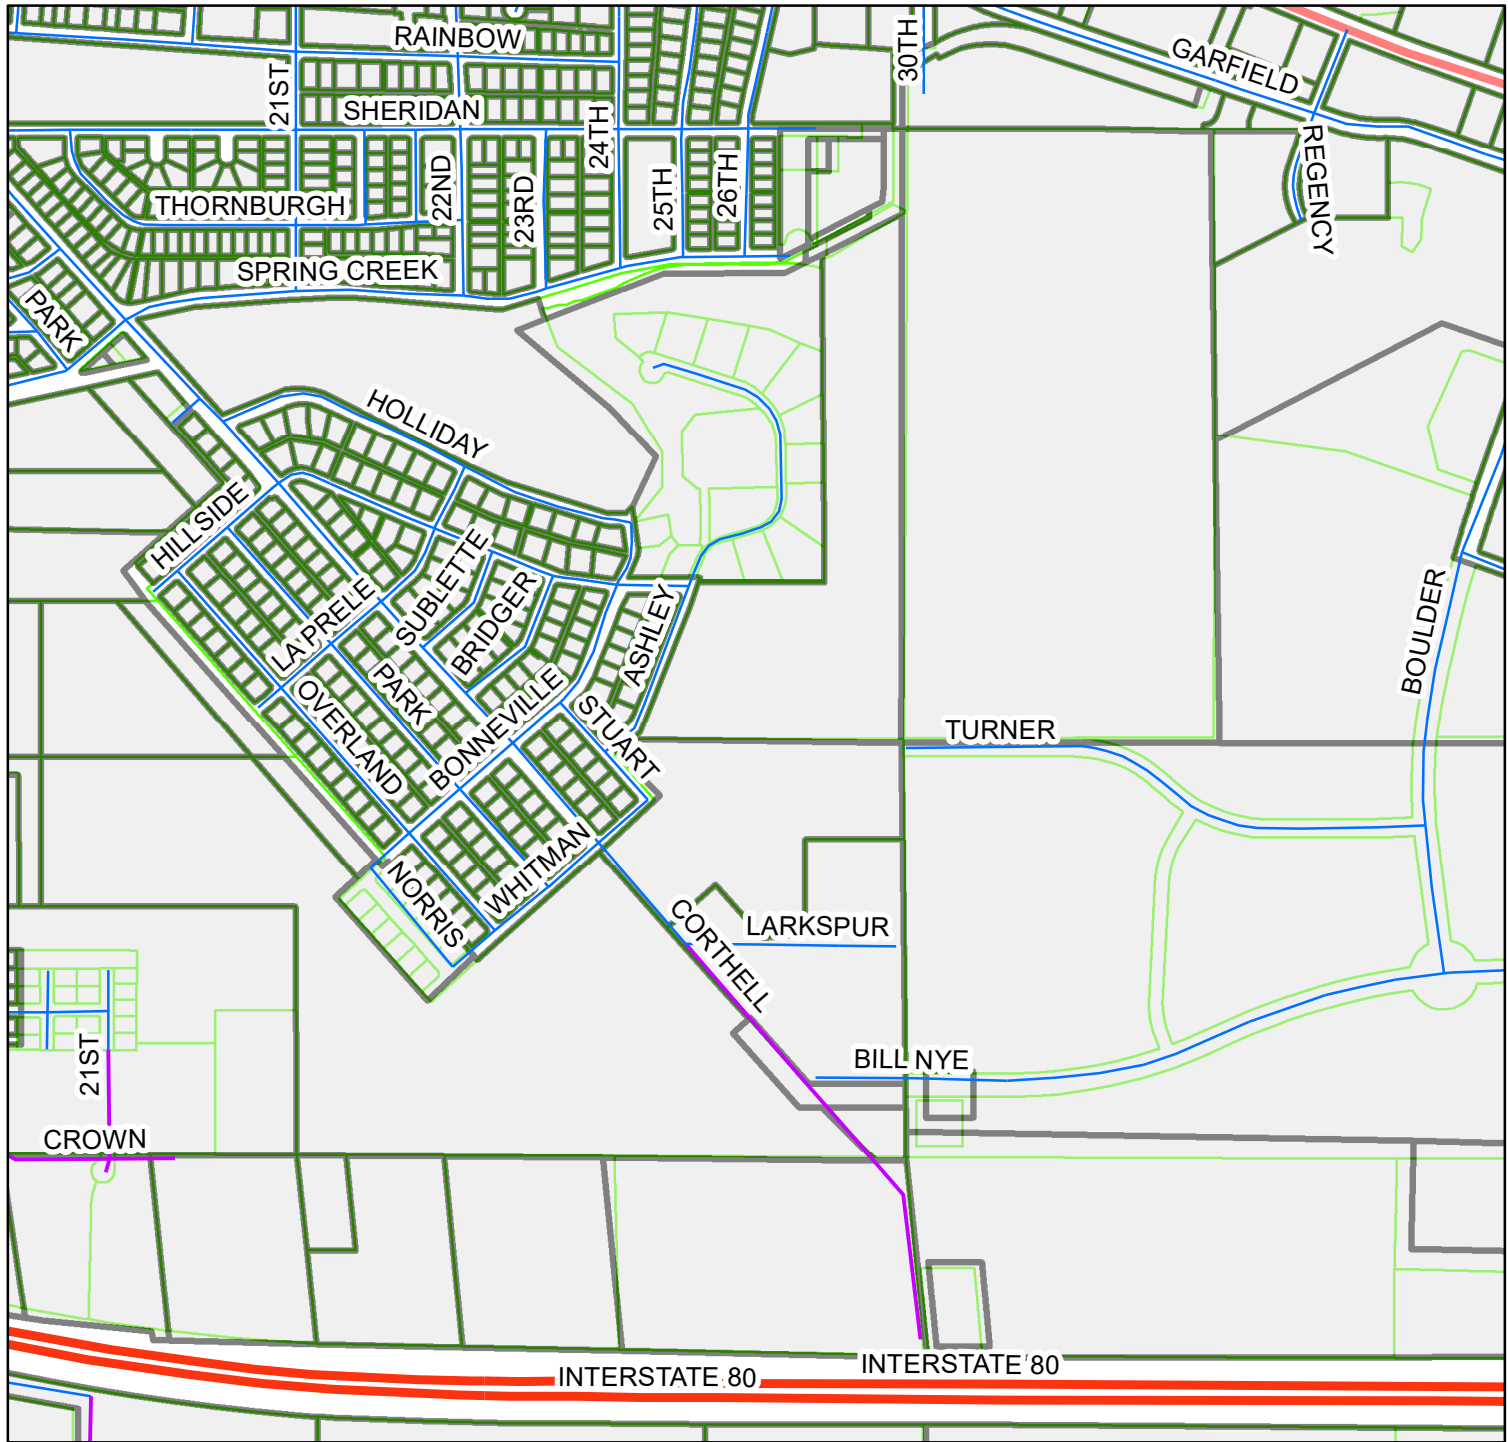 RAINBOW
30TH
GARFIELD
21ST
SHERIDAN
24TH
REGENCY
22ND
23RD
25TH
26TH
THORNBURGH
SPRING CREEK
PARK
HOLLIDAY
HILLSIDE
LA PRELE
SUBLETTE
BRIDGER
ASHLEY
BOULDER
PARK
OVERLAND
BONNEVILLE
STUART
TURNER
WHITMAN
NORRIS
CORTHELL
LARKSPUR
21ST
BILL NYE
CROWN
INTERSTATE 80
INTERSTATE 80